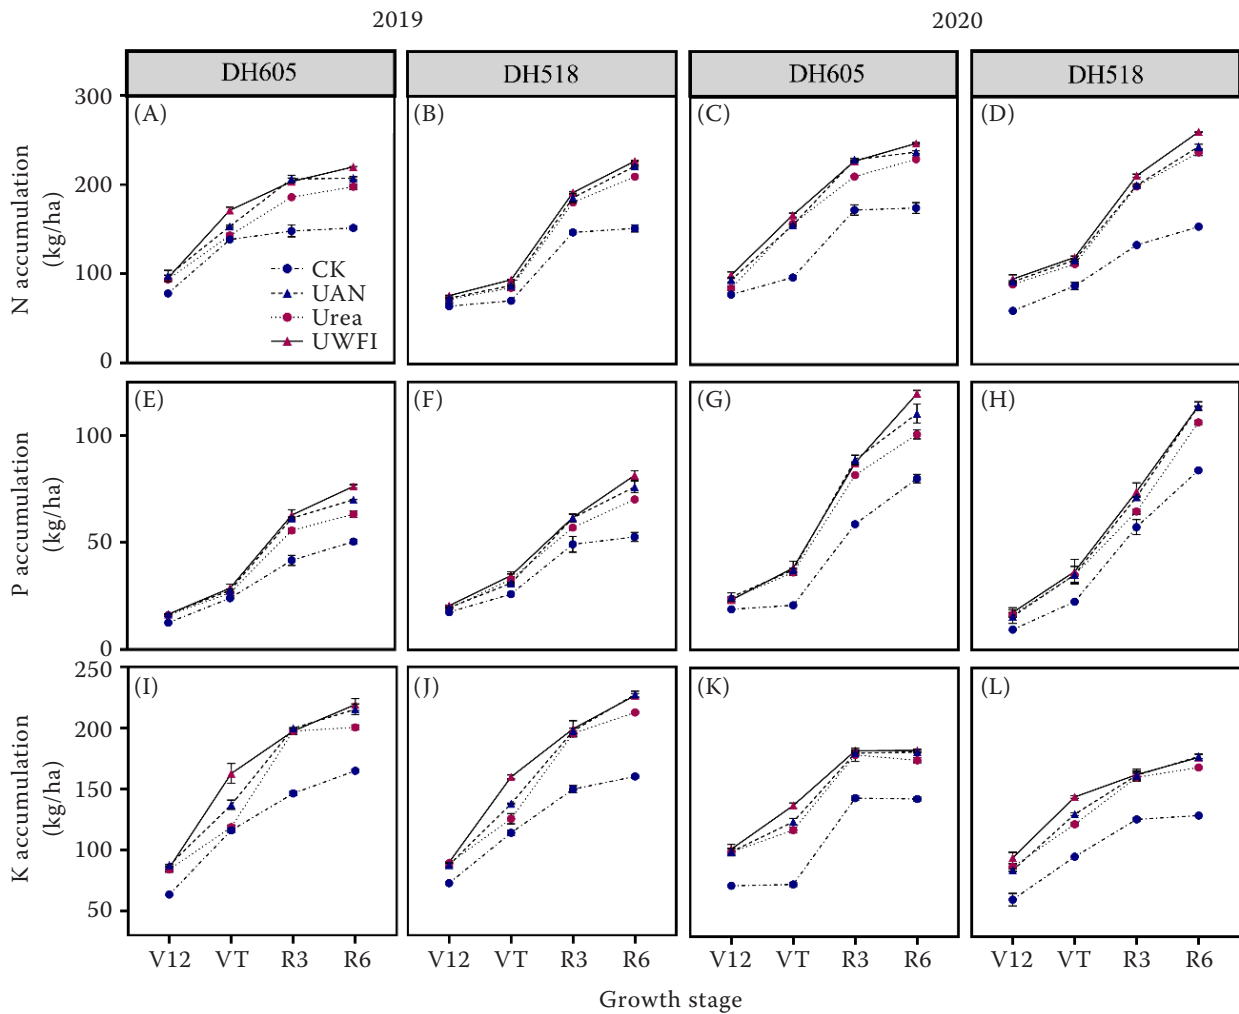 2019 2020
DH605 DH518 DH605 DH518
N accumulation
(kg/ha)
300
200
100
0
(A) (B) (C) (D)
CK
UAN
Urea
UWFI
P accumulation
(kg/ha)
100
50
0
(E) (F) (G) (H)
K accumulation
(kg/ha)
250
200
150
100
50
(I) (J) (K) (L)
V12 VT R3 R6 V12 VT R3 R6 V12 VT R3 R6 V12 VT R3 R6
Growth stage